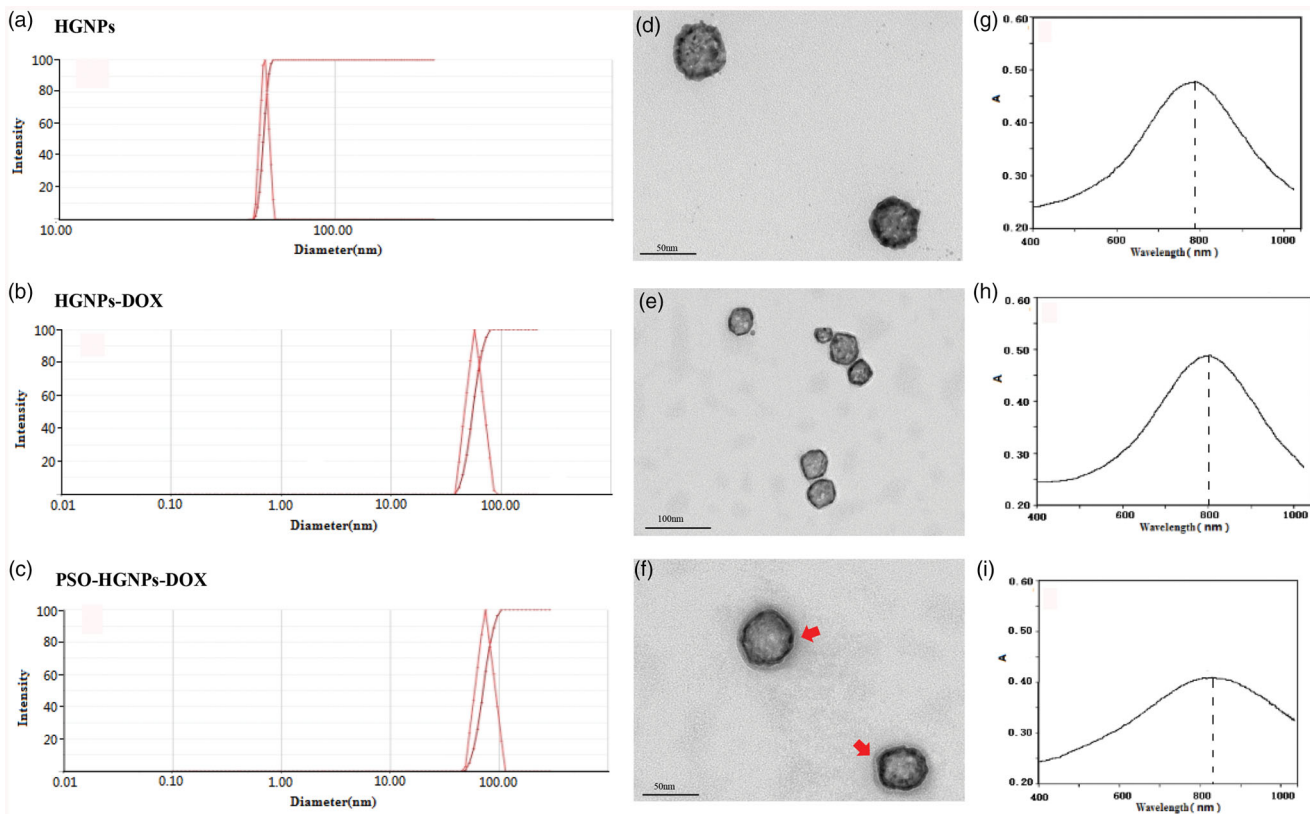 (a) HGNPs
100
80
60
40
20
10.00 100.00
Intensity
Diameter(nm)
(d)
50nm
(g)
0.60
0.50
0.40
0.30
0.20
A
400 600 800 1000
Wavelength( nm)
(b) HGNPs-DOX
100
80
60
40
20
0.01 0.10 1.00 10.00 100.00
Intensity
Diameter(nm)
(e)
100nm
(h)
0.60
0.50
0.40
0.30
0.20
A
400 600 800 1000
Wavelength( nm)
(c) PSO-HGNPs-DOX
100
80
60
40
20
0.01 0.10 1.00 10.00 100.00
Intensity
Diameter(nm)
(f)
50nm
(i)
0.60
0.50
0.40
0.30
0.20
A
400 600 800 1000
Wavelength( nm)